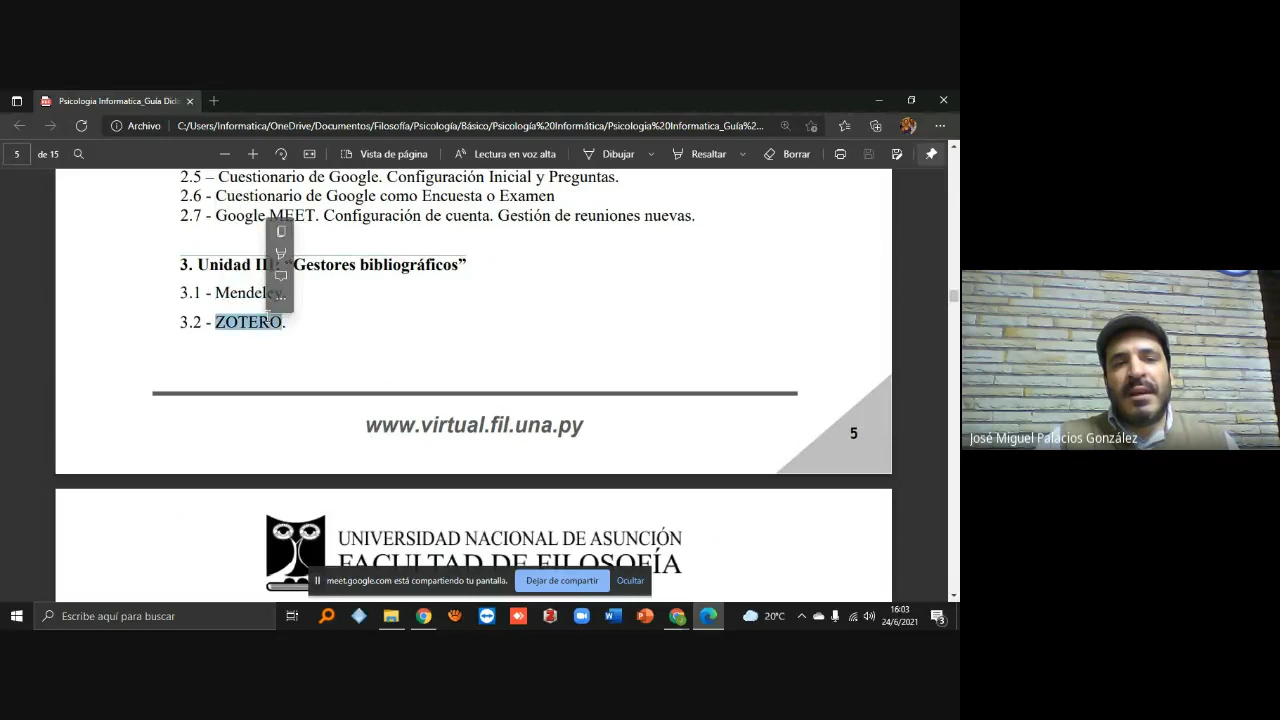 Psicologia Informatica_Guía Did
Archivo
C:/Users/Informatica/OneDrive/Documentos/Filosofía/Psicología/Básico/Psicología%20Informática/Psicologia%20Informatica_Guía%2...
5 de 15
Vista de página
Lectura en voz alta
Dibujar
Resaltar
Borrar
2.5 – Cuestionario de Google. Configuración Inicial y Preguntas.
2.6 - Cuestionario de Google como Encuesta o Examen
2.7 - Google MEET. Configuración de cuenta. Gestión de reuniones nuevas.
3. Unidad III: “Gestores bibliográficos”
3.1 - Mendeley.
3.2 - ZOTERO.
www.virtual.fil.una.py
5
UNIVERSIDAD NACIONAL DE ASUNCIÓN
FACULTAD DE FILOSOFÍA
meet.google.com está compartiendo tu pantalla.
Dejar de compartir
Ocultar
Escribe aquí para buscar
20°C
16:03
24/6/2021
3
José Miguel Palacios González